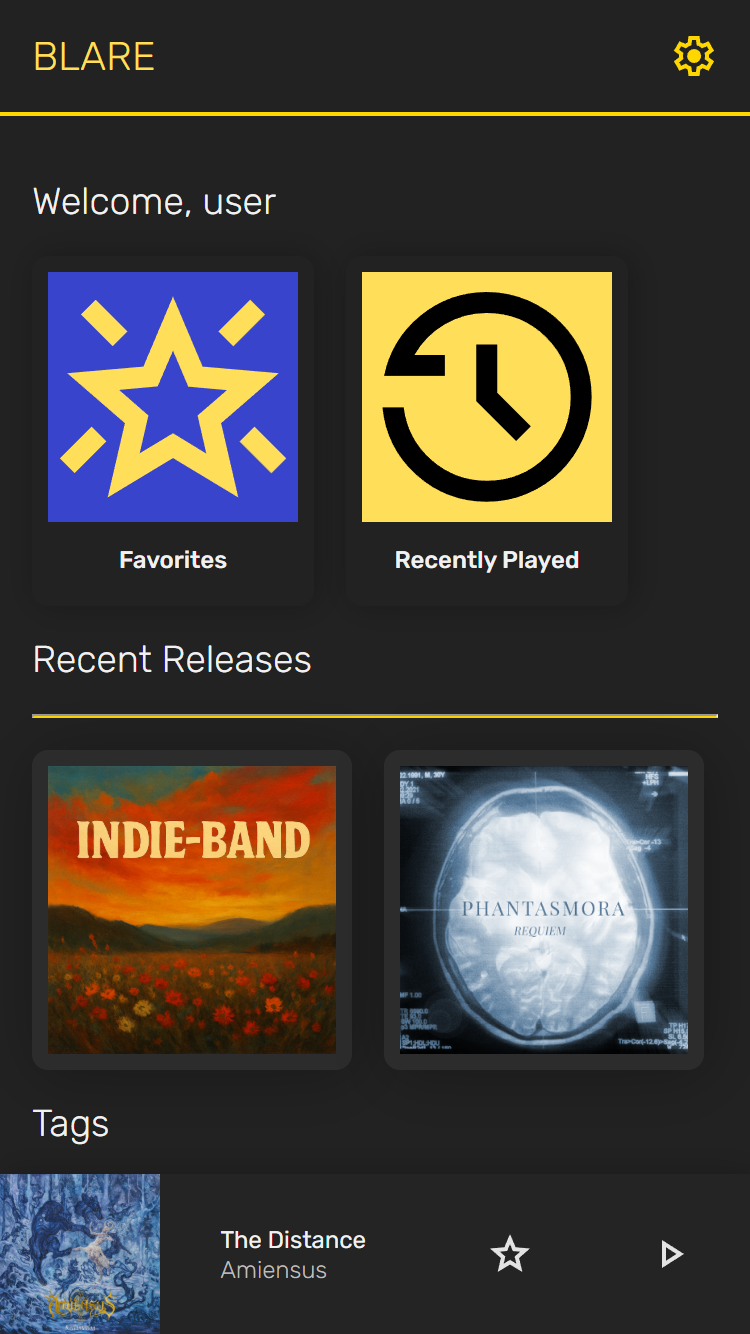 BLARE
Welcome, user
Favorites
Recently Played
Recent Releases
INDIE-BAND
PHANTASMORA
REQUIEM
Tags
The Distance
Amiensus